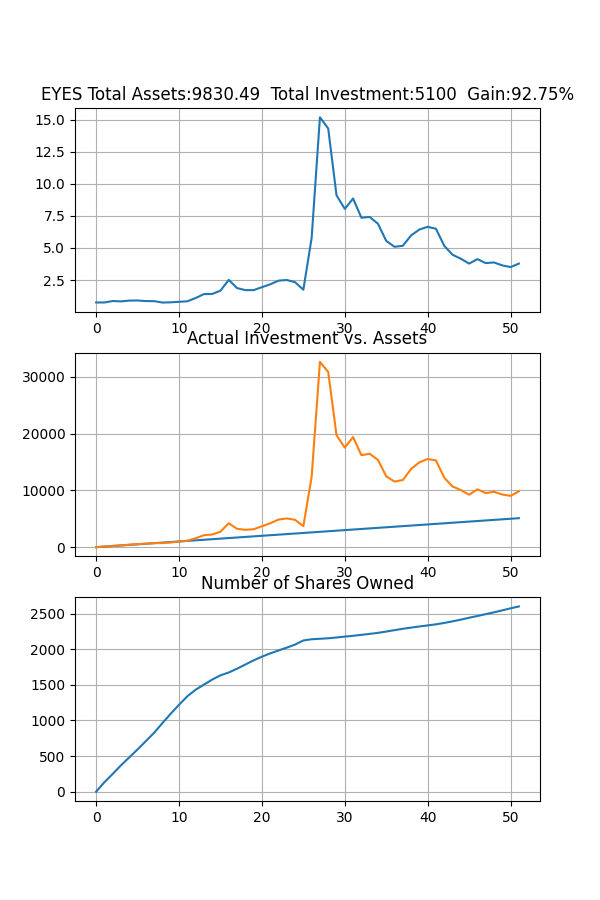 EYES Total Assets:9830.49  Total Investment:5100  Gain:92.75%
15.0
12.5
10.0
7.5
5.0
2.5
0 10 20 30 40 50
Actual Investment vs. Assets
30000
20000
10000
0
0 10 20 30 40 50
Number of Shares Owned
2500
2000
1500
1000
500
0
0 10 20 30 40 50